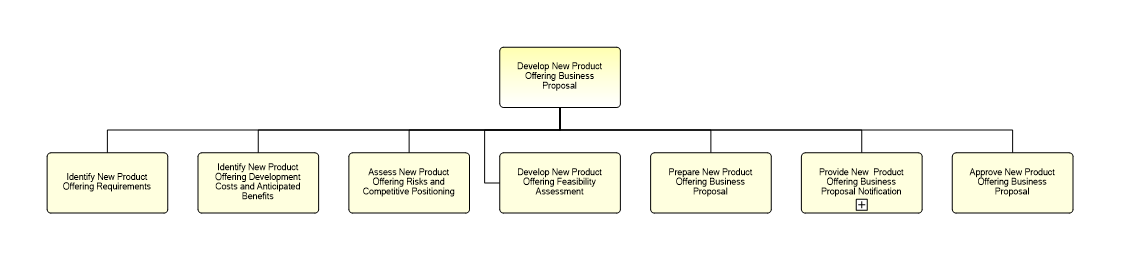 Develop New Product
Offering Business
Proposal
Identify New Product
Offering Requirements
Identify New Product
Offering Development
Costs and Anticipated
Benefits
Assess New Product
Offering Risks and
Competitive Positioning
Develop New Product
Offering Feasibility
Assessment
Prepare New Product
Offering Business
Proposal
Provide New Product
Offering Business
Proposal Notification
Approve New Product
Offering Business
Proposal